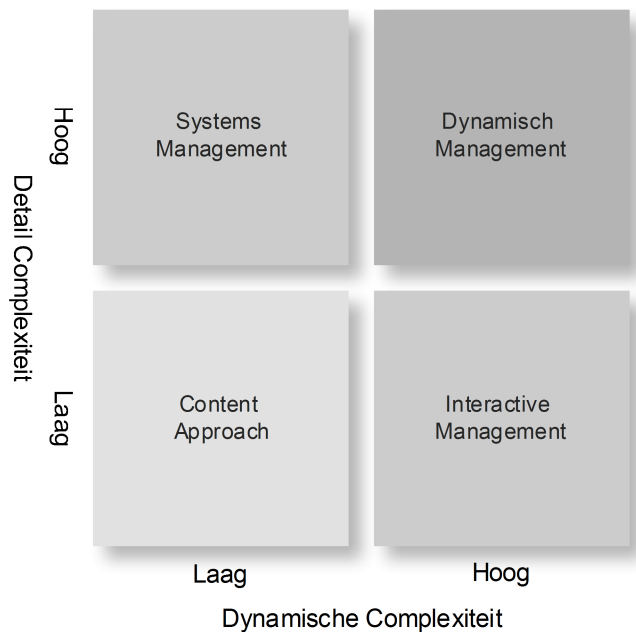 Hoog
Systems
Management
Dynamisch
Management
Detail Complexiteit
Laag
Content
Approach
Interactive
Management
Laag
Hoog
Dynamische Complexiteit